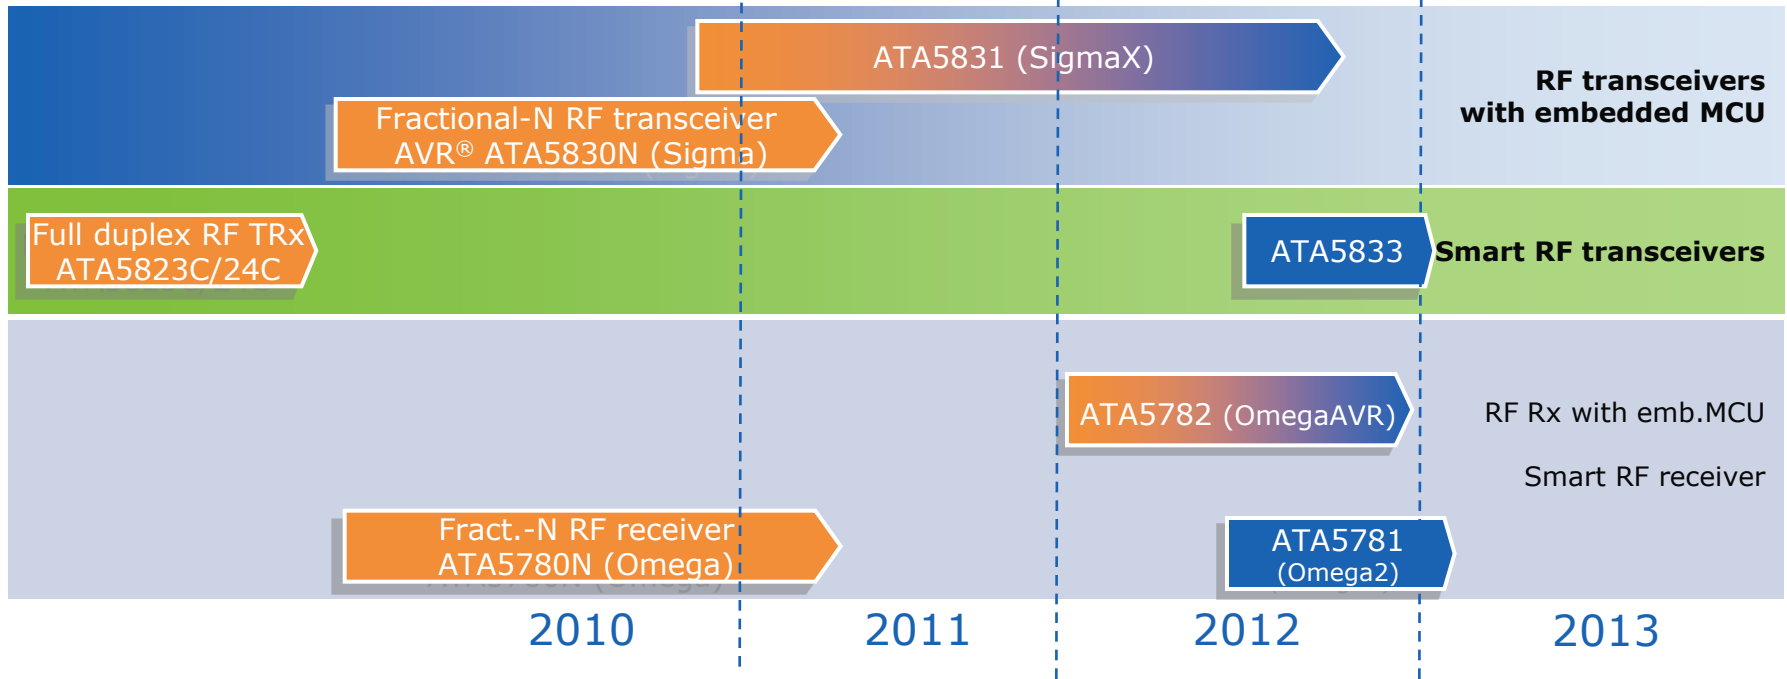 ATA5831 (SigmaX)
RF transceivers
with embedded MCU
Fractional-N RF transceiver
AVR® ATA5830N (Sigma)
Full duplex RF TRx
ATA5823C/24C
ATA5833
Smart RF transceivers
ATA5782 (OmegaAVR)
RF Rx with emb.MCU
Smart RF receiver
Fract.-N RF receiver
ATA5780N (Omega)
ATA5781
(Omega2)
2010
2011
2012
2013